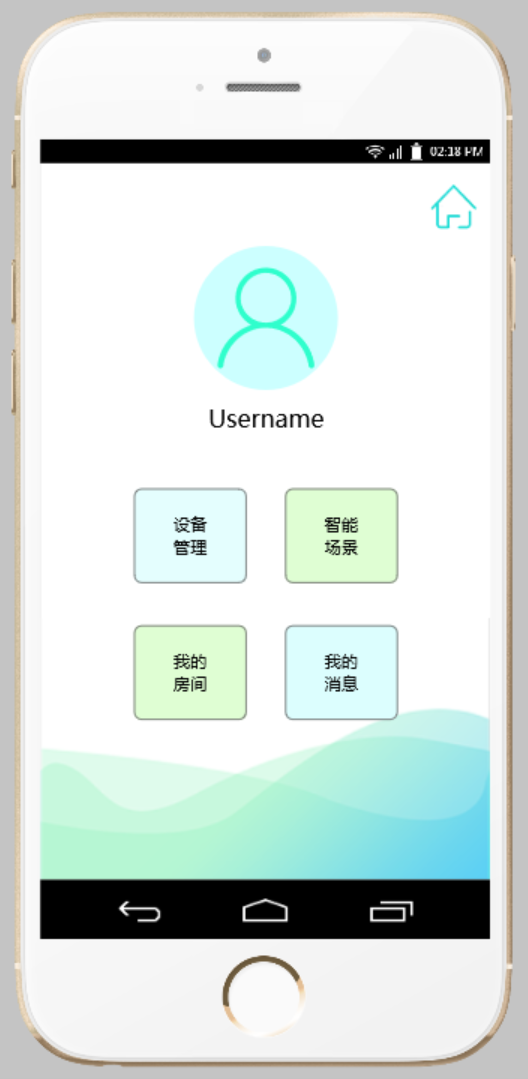 02:18 PM
Username
设备
管理
智能
场景
我的
房间
我的
消息